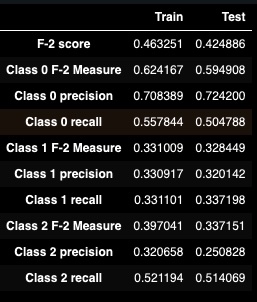 Train Test
F-2 score 0.463251 0.424886
Class 0 F-2 Measure 0.624167 0.594908
Class 0 precision 0.708389 0.724200
Class 0 recall 0.557844 0.504788
Class 1 F-2 Measure 0.331009 0.328449
Class 1 precision 0.330917 0.320142
Class 1 recall 0.331101 0.337198
Class 2 F-2 Measure 0.397041 0.337151
Class 2 precision 0.320658 0.250828
Class 2 recall 0.521194 0.514069